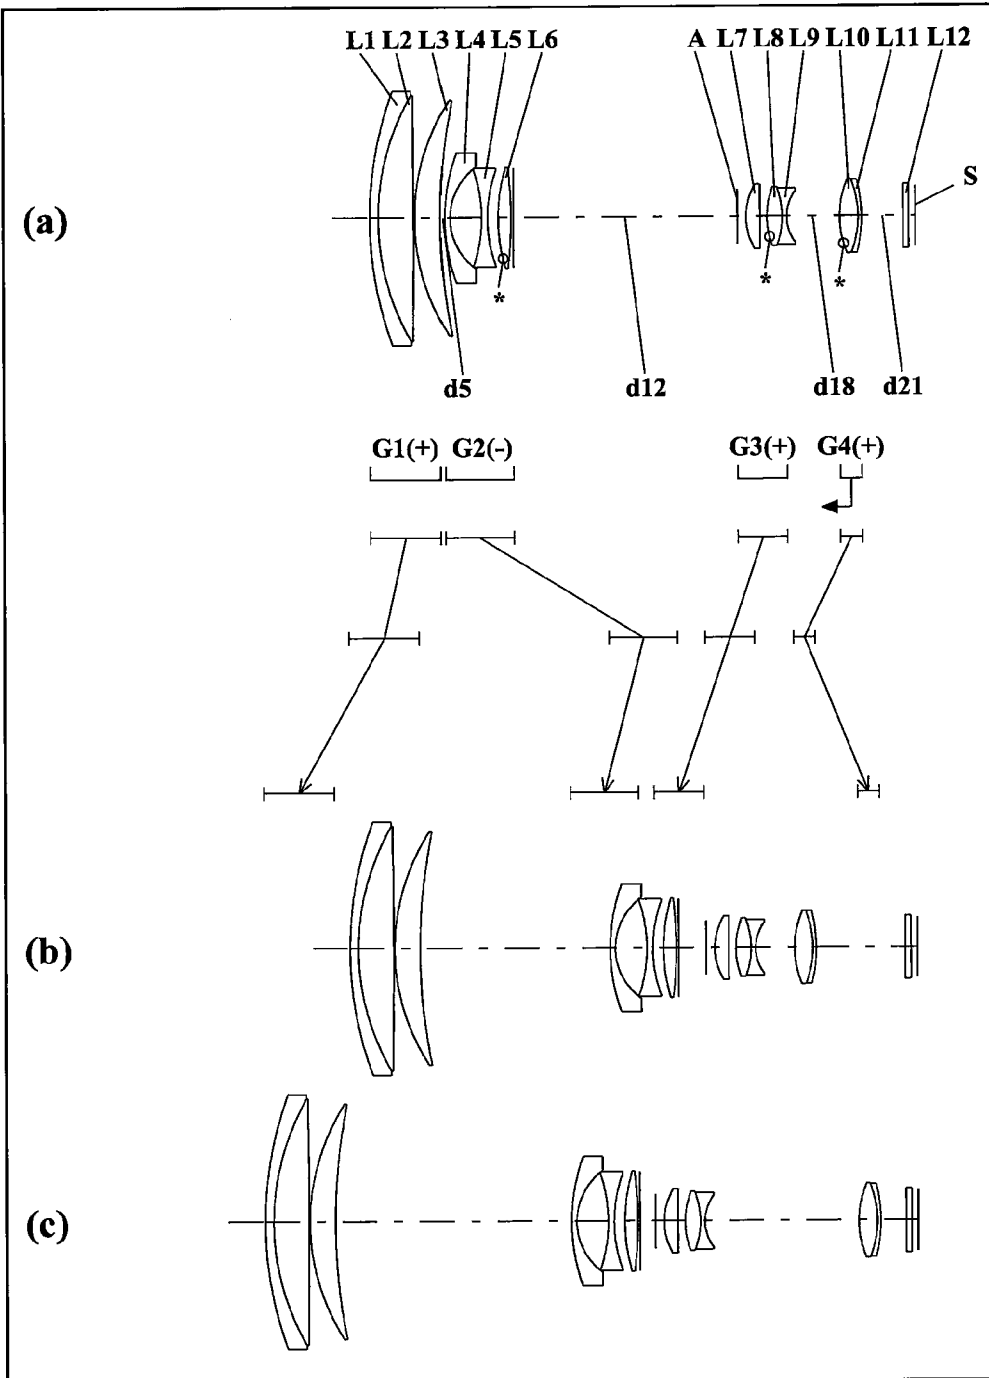 L1 L2 L3 L4 L5 L6 A L7 L8 L9 L10 L11 L12
S
(a)
* * *
d5 d12 d18 d21
G1(+) G2(-) G3(+) G4(+)
(b)
(c)